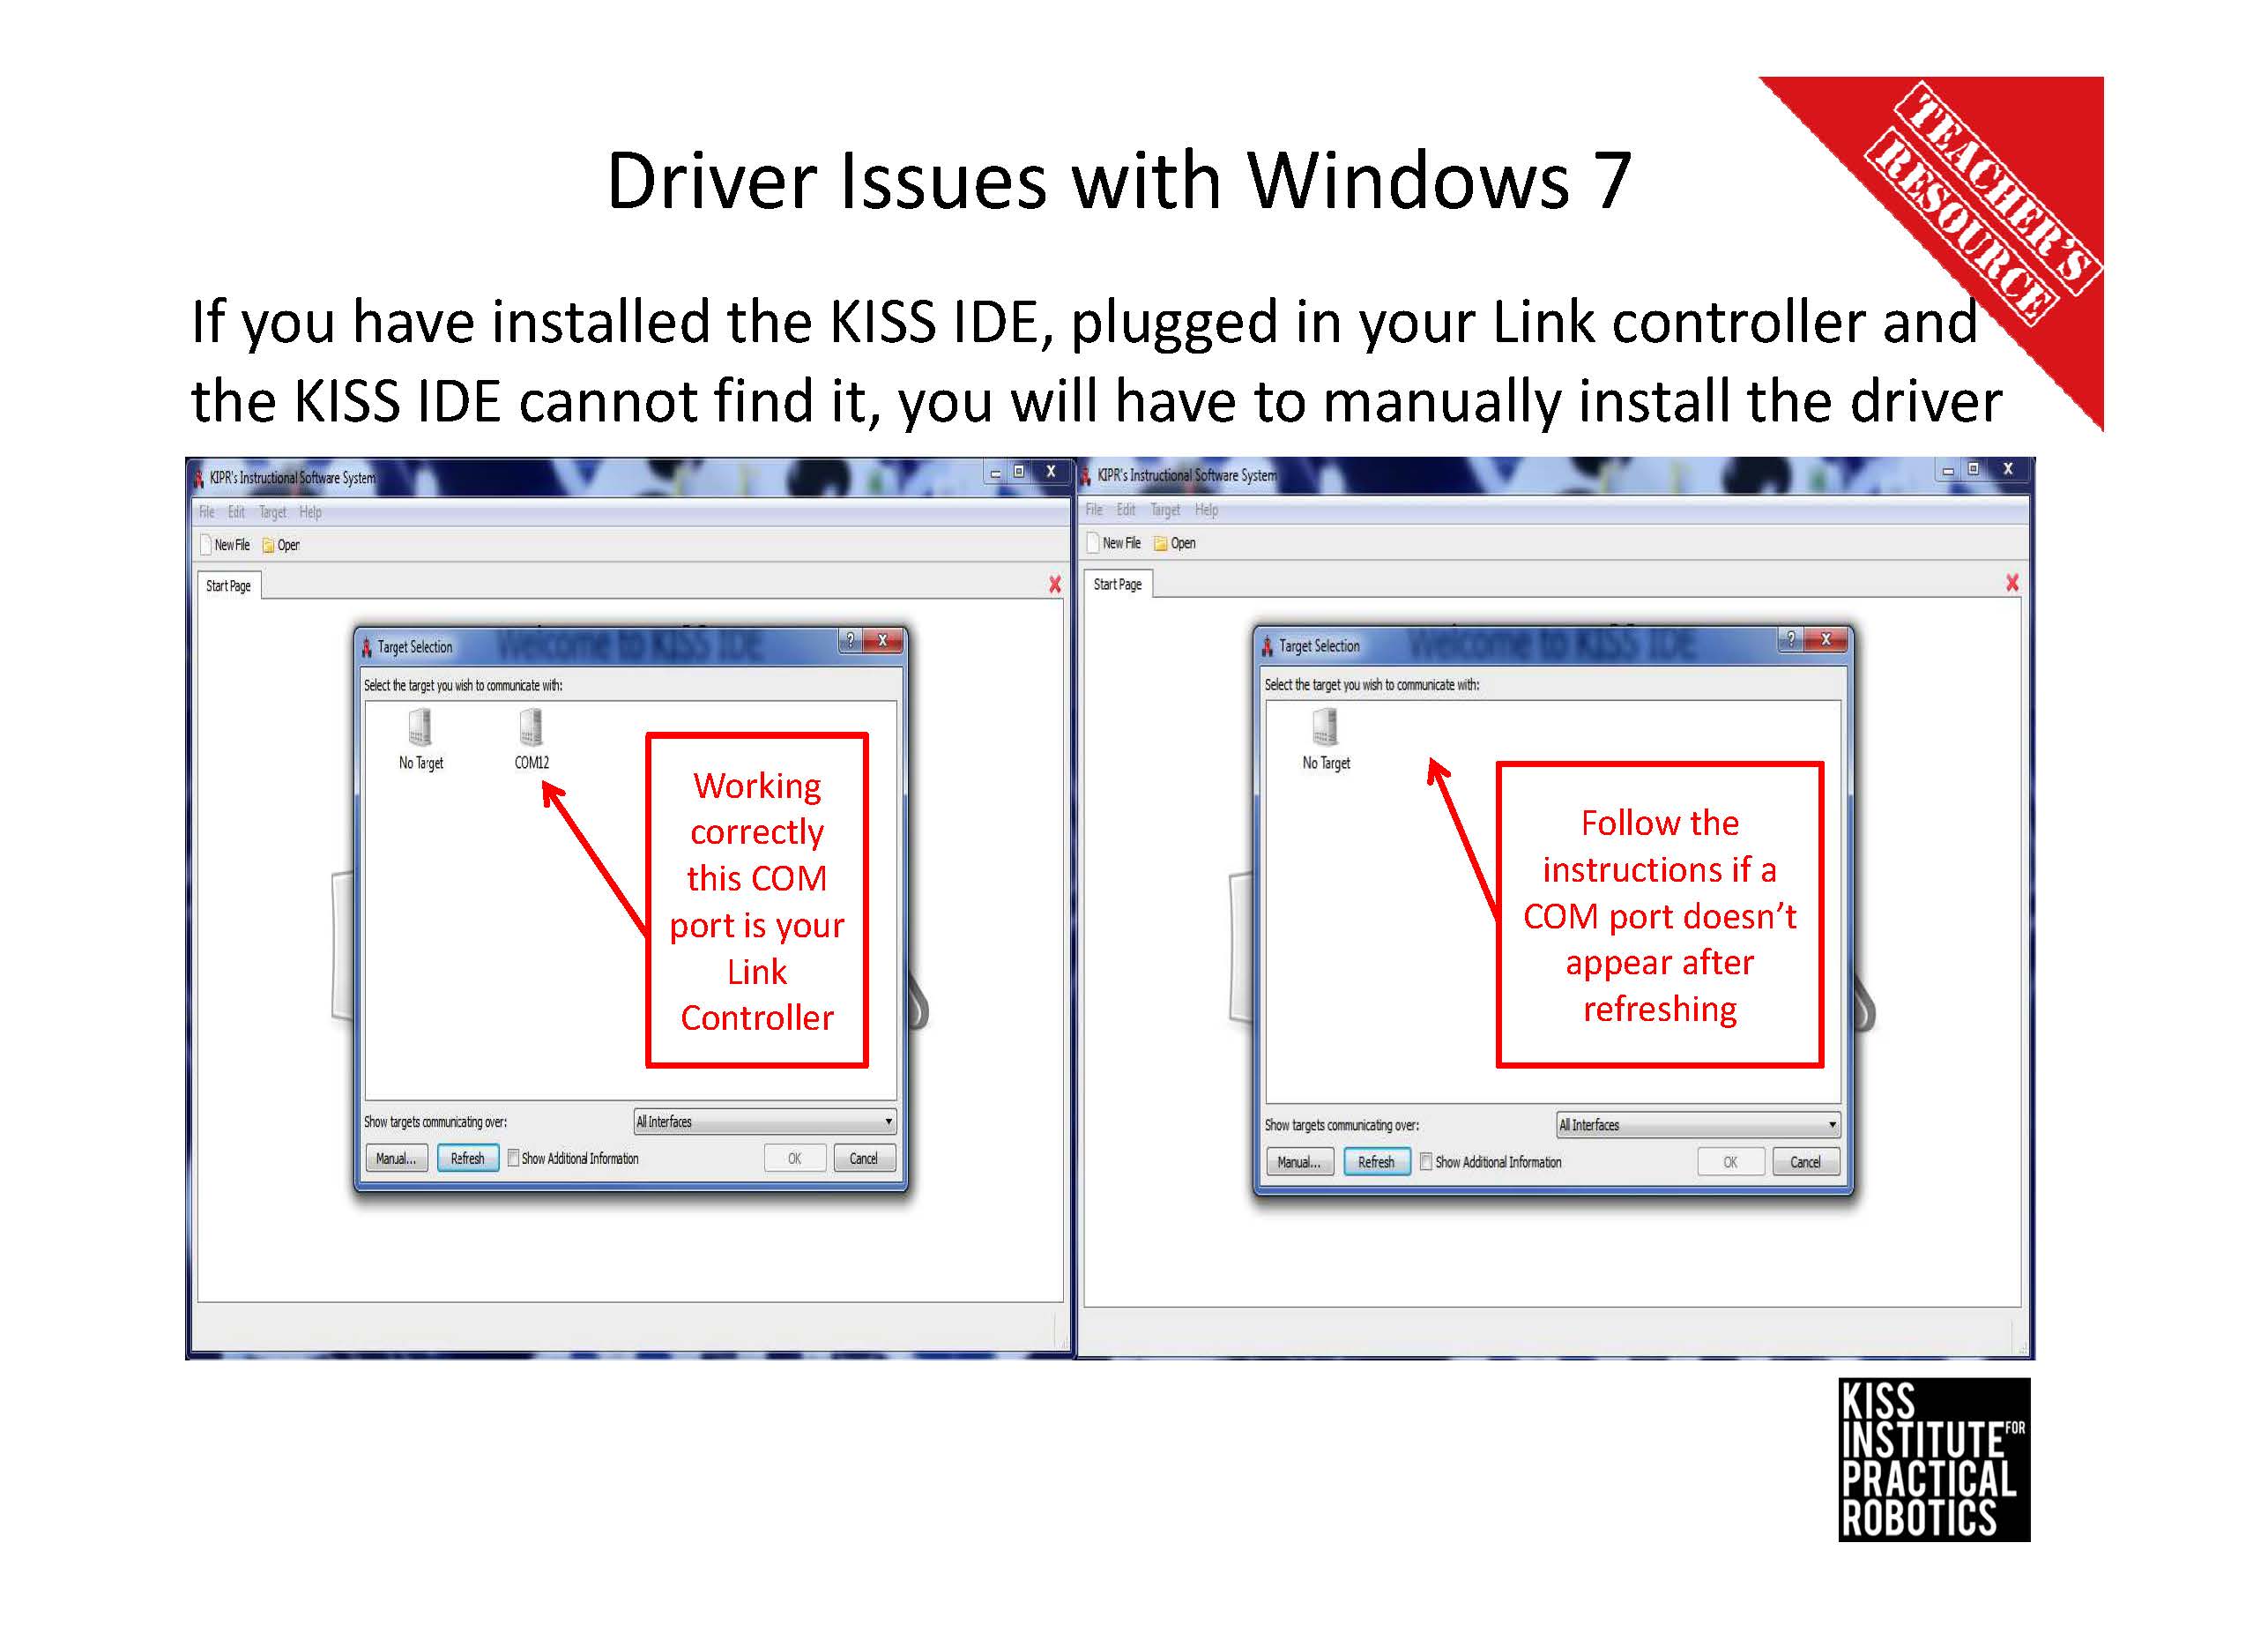 Driver Issues with Windows 7
TEACHER'S
RESOURCE
If you have installed the KISS IDE, plugged in your Link controller and
the KISS IDE cannot find it, you will have to manually install the driver
KIPR's Instructional Software System
File Edit Target Help
New File Open
Start Page
Target Selection
Welcome to KISS IDE
Select the target you wish to communicate with:
No Target COM12
Working
correctly
this COM
port is your
Link
Controller
Show targets communicating over: All Interfaces
Manual... Refresh Show Additional Information OK Cancel
KIPR's Instructional Software System
File Edit Target Help
New File Open
Start Page
Target Selection
Welcome to KISS IDE
Select the target you wish to communicate with:
No Target
Follow the
instructions if a
COM port doesn't
appear after
refreshing
Show targets communicating over: All Interfaces
Manual... Refresh Show Additional Information OK Cancel
KISS
INSTITUTE FOR
PRACTICAL
ROBOTICS